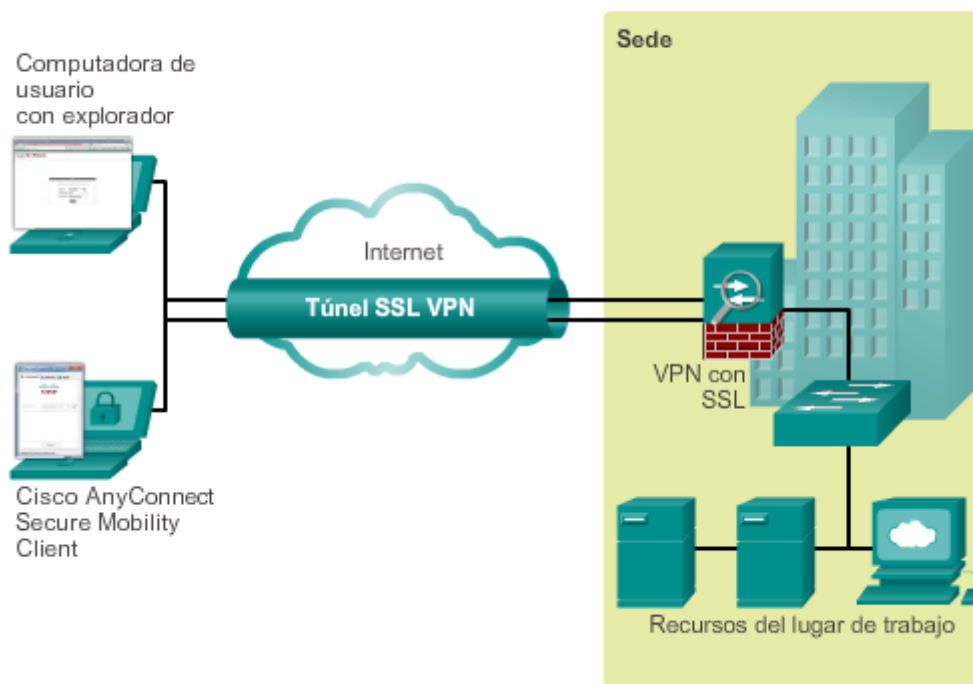 Sede
Computadora de
usuario
con explorador
Internet
Túnel SSL VPN
VPN con
SSL
Cisco AnyConnect
Secure Mobility
Client
Recursos del lugar de trabajo